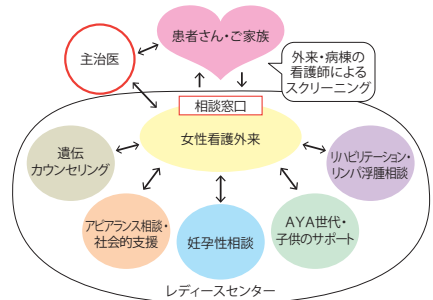 患者さん・ご家族
主治医
外来・病棟の
看護師による
スクリーニング
相談窓口
女性看護外来
遺伝
カウンセリング
リハビリテーション・
リンパ浮腫相談
アピアランス相談・
社会的支援
妊孕性相談
AYA世代・
子供のサポート
レディースセンター